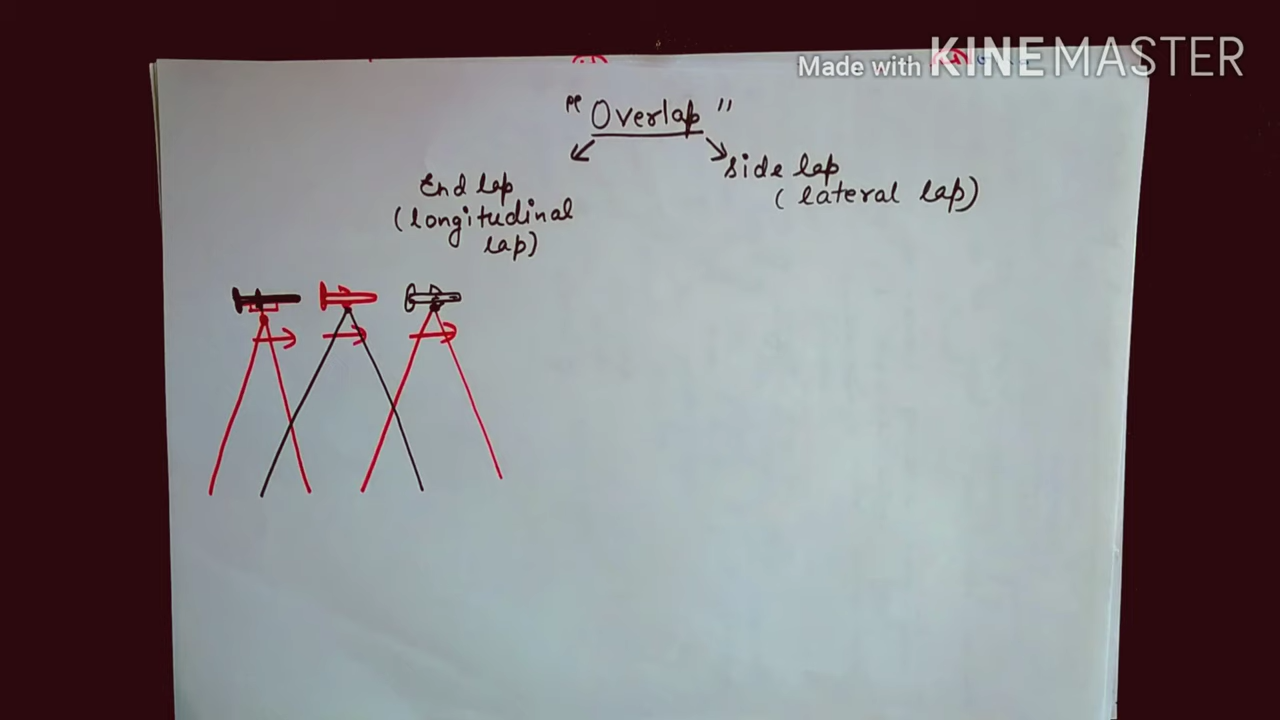 Made with KINEMASTER
"Overlap"
End lap
(longitudinal
lap)
side lap
(lateral lap)